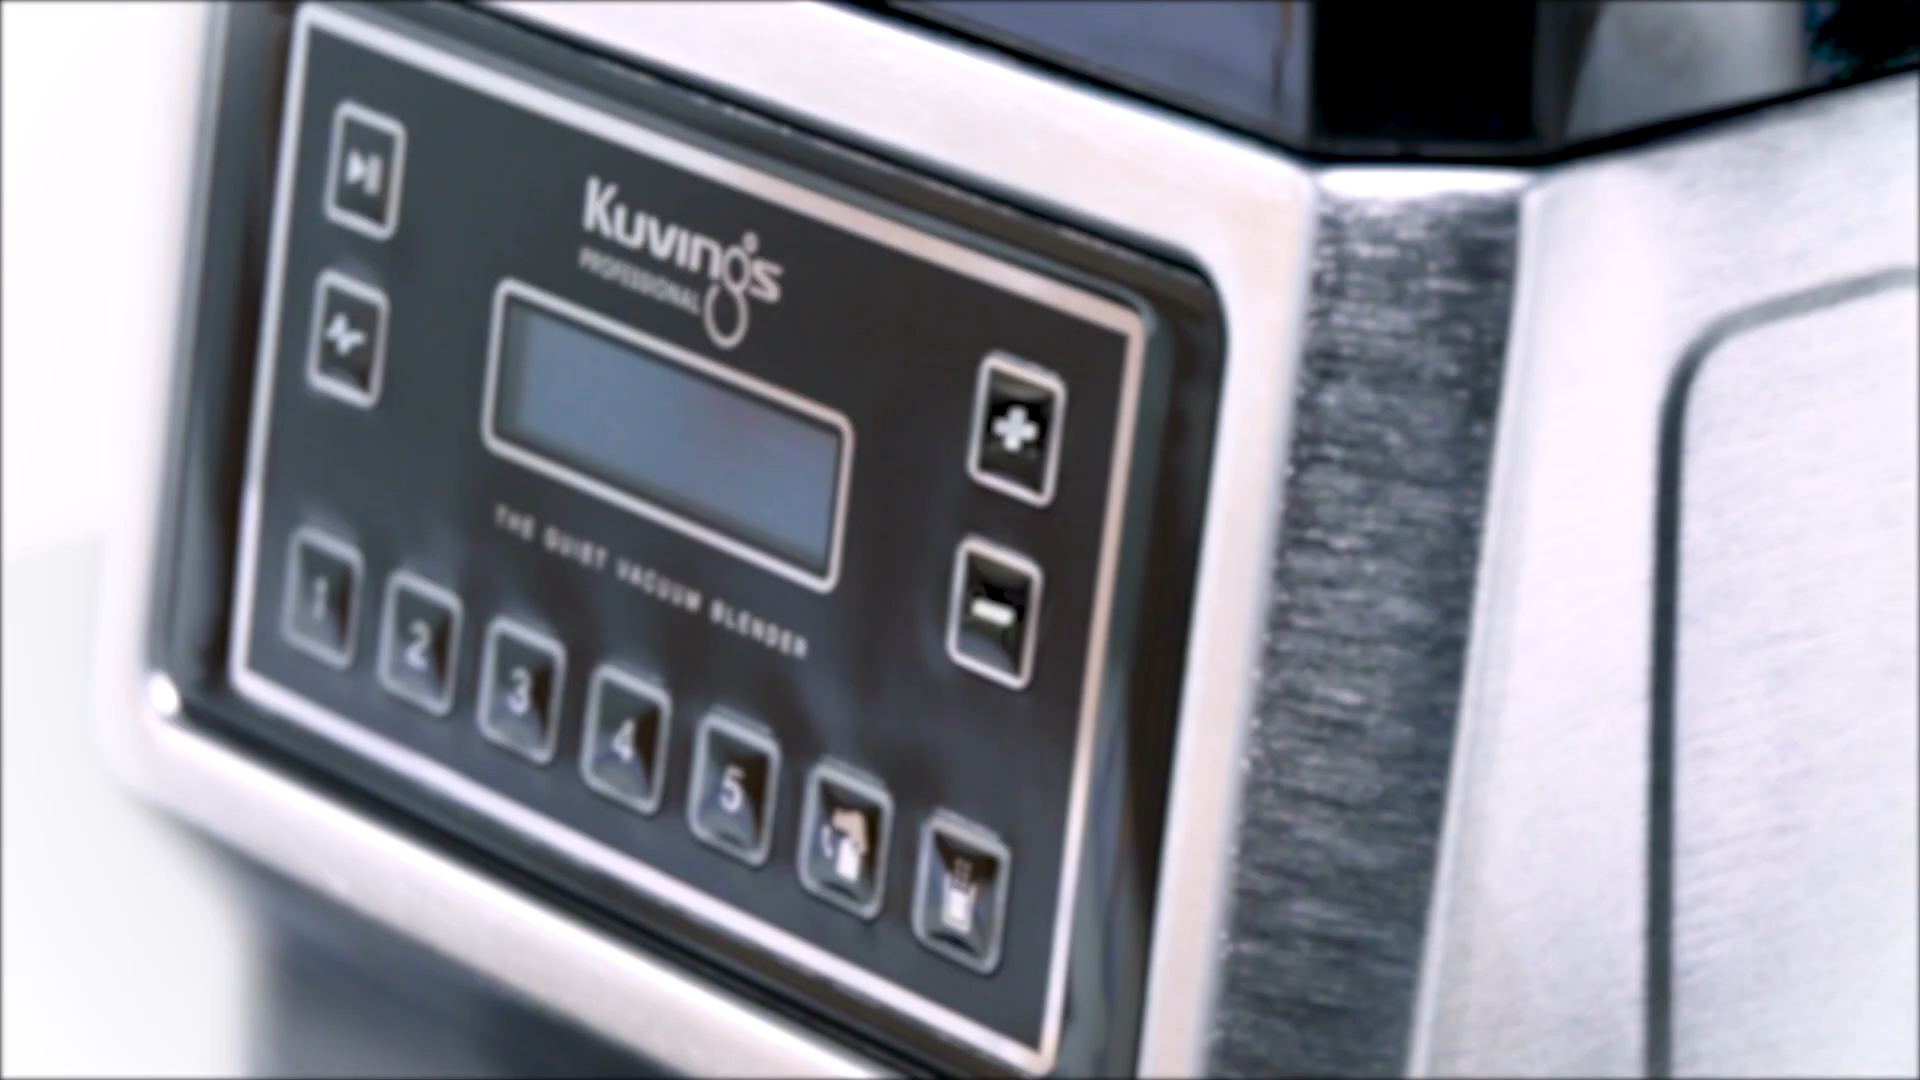 Kuvings
PROFESSIONAL
THE QUIET VACUUM BLENDER
1 2 3 4 5